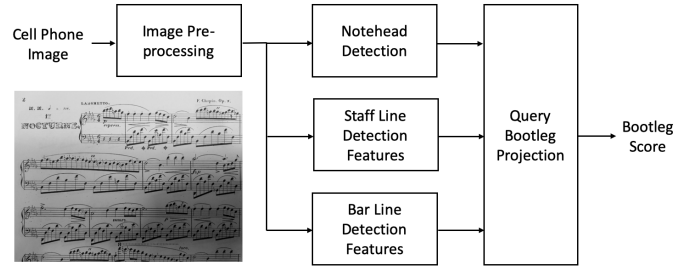 Cell Phone
Image
Image Pre-
processing
Notehead
Detection
Staff Line
Detection
Features
Bar Line
Detection
Features
Query
Bootleg
Projection
Bootleg
Score
LARGHETTO.
F. Chopin, Op. 9.
NOCTURNE.